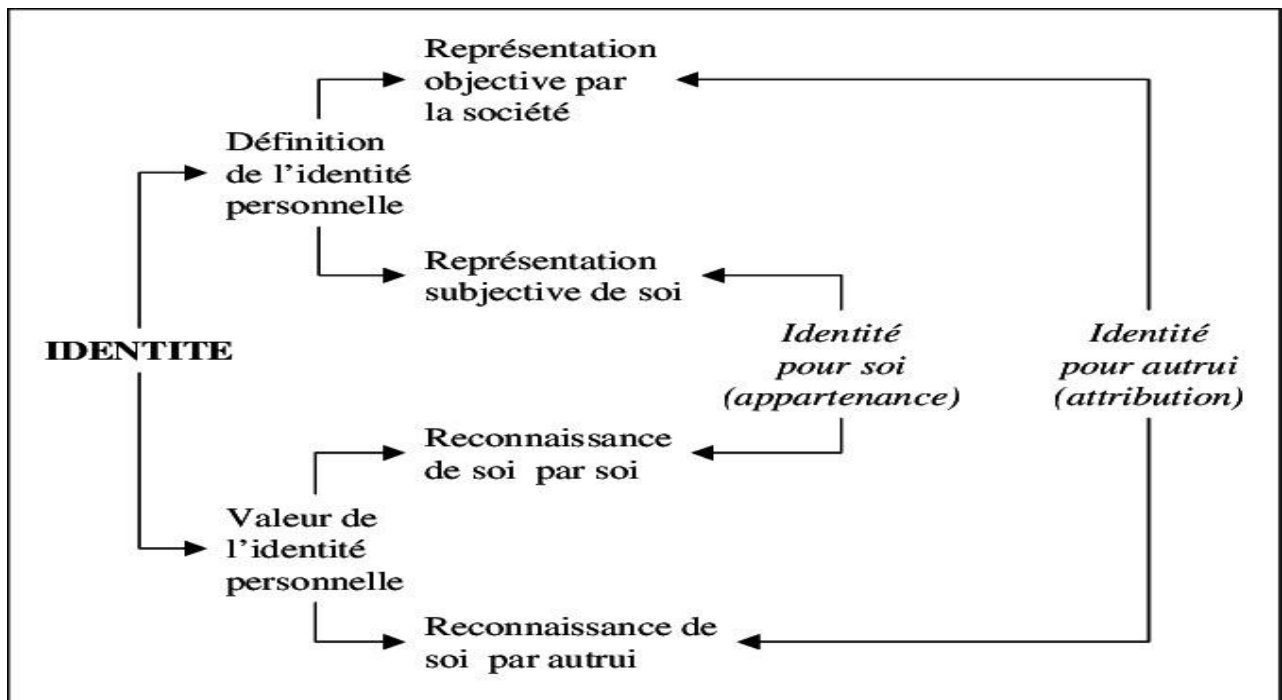 Représentation
objective par
la société
Définition
de l'identité
personnelle
Représentation
subjective de soi
IDENTITE
Identité
pour soi
(appartenance)
Identité
pour autrui
(attribution)
Reconnaissance
de soi par soi
Valeur de
l'identité
personnelle
Reconnaissance de
soi par autrui